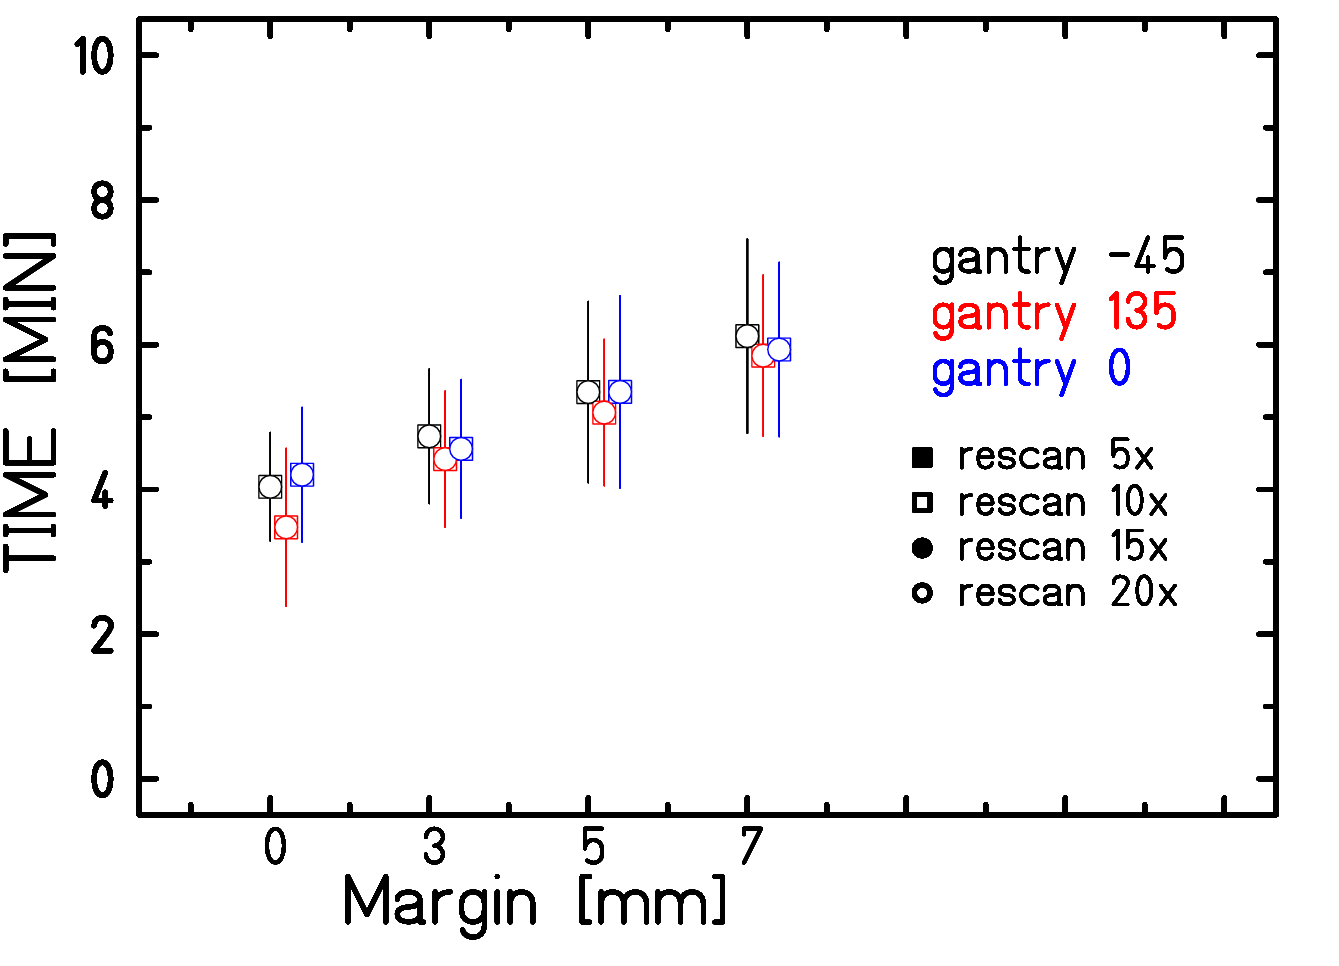 10
8
6
4
2
0
TIME [MIN]
gantry -45
gantry 135
gantry 0
rescan 5x
rescan 10x
rescan 15x
rescan 20x
0 3 5 7
Margin [mm]